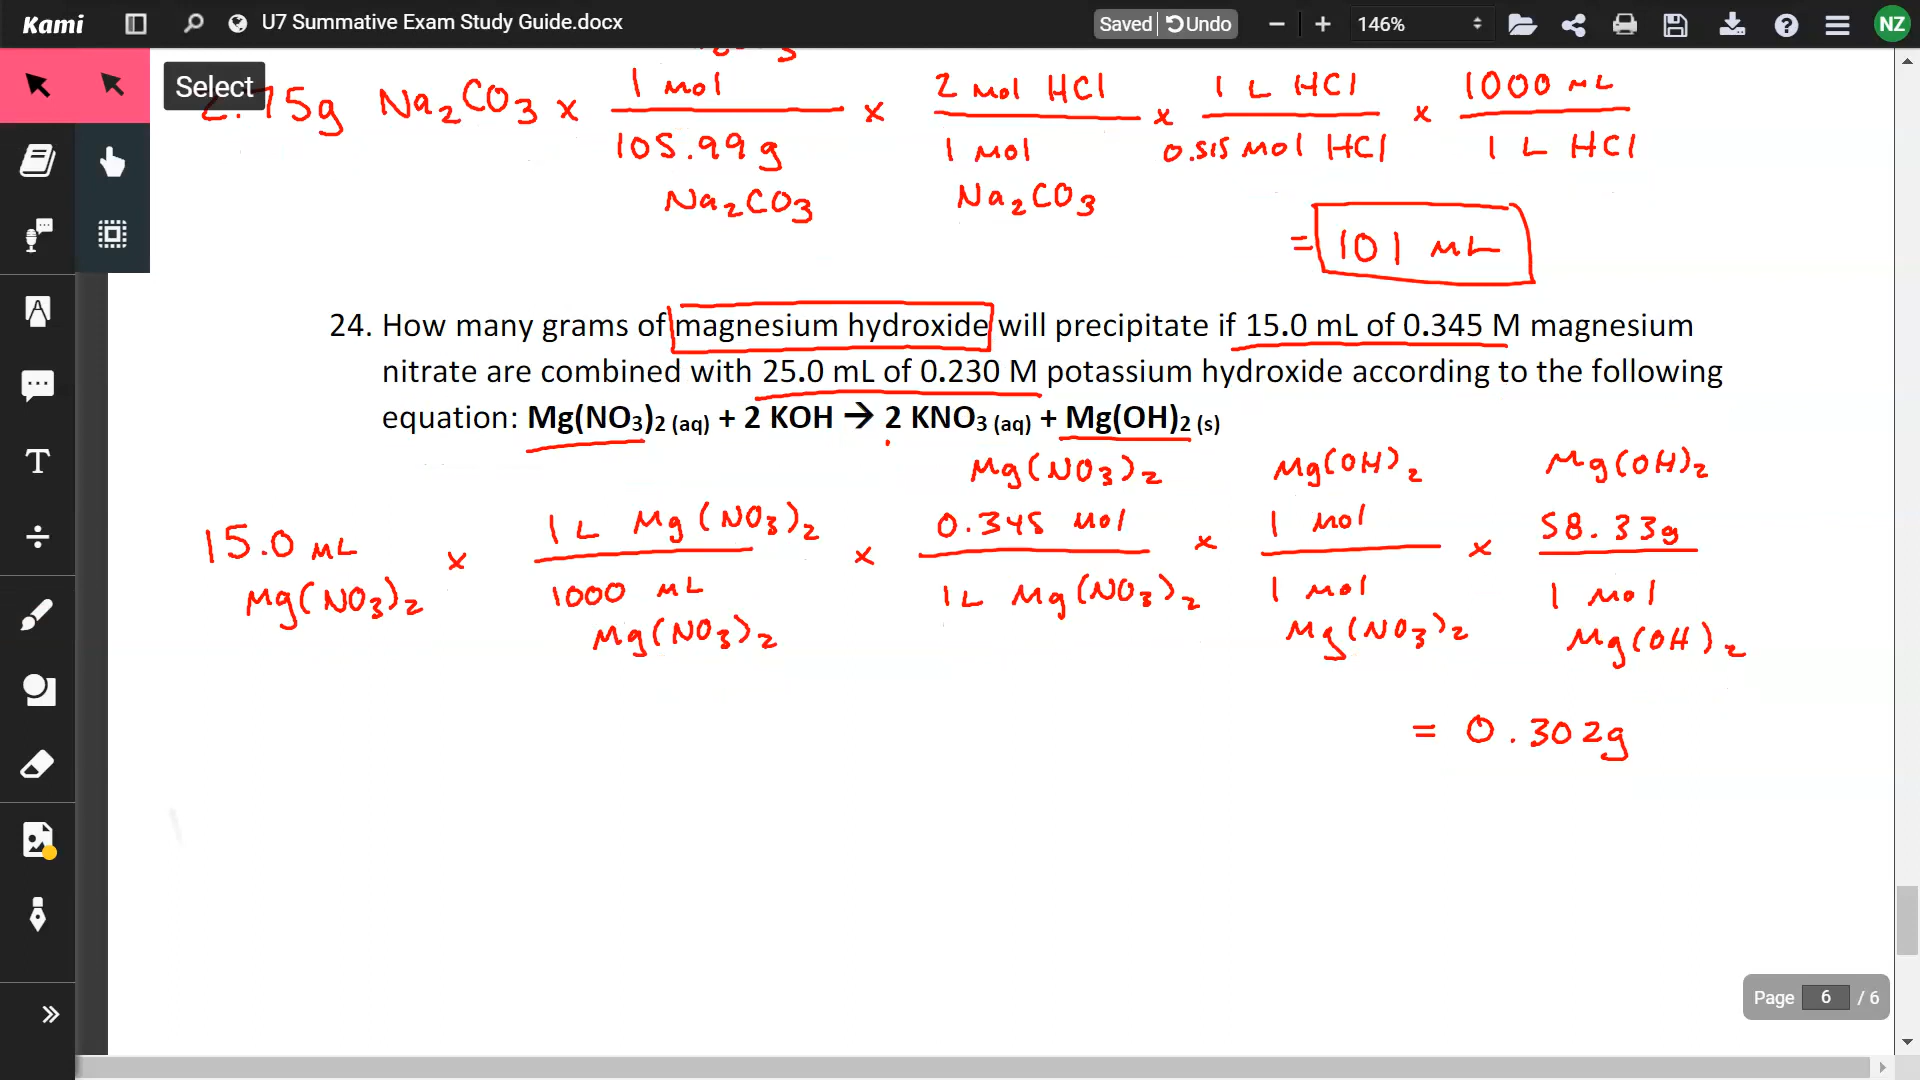 Kami U7 Summative Exam Study Guide.docx Saved Undo 146% NZ
Select
2.75g Na₂CO₃ x 1 mol / 105.99 g Na₂CO₃ x 2 mol HCl / 1 mol Na₂CO₃ x 1 L HCl / 0.515 mol HCl x 1000 mL / 1 L HCl
= 101 mL
24. How many grams of magnesium hydroxide will precipitate if 15.0 mL of 0.345 M magnesium
nitrate are combined with 25.0 mL of 0.230 M potassium hydroxide according to the following
equation: Mg(NO₃)₂ (aq) + 2 KOH → 2 KNO₃ (aq) + Mg(OH)₂ (s)
15.0 mL Mg(NO₃)₂ x 1 L Mg(NO₃)₂ / 1000 mL Mg(NO₃)₂ x Mg(NO₃)₂ 0.345 mol / 1L Mg(NO₃)₂ x Mg(OH)₂ 1 mol / 1 mol Mg(NO₃)₂ x Mg(OH)₂ 58.33g / 1 mol Mg(OH)₂
= 0.302g
Page 6 / 6